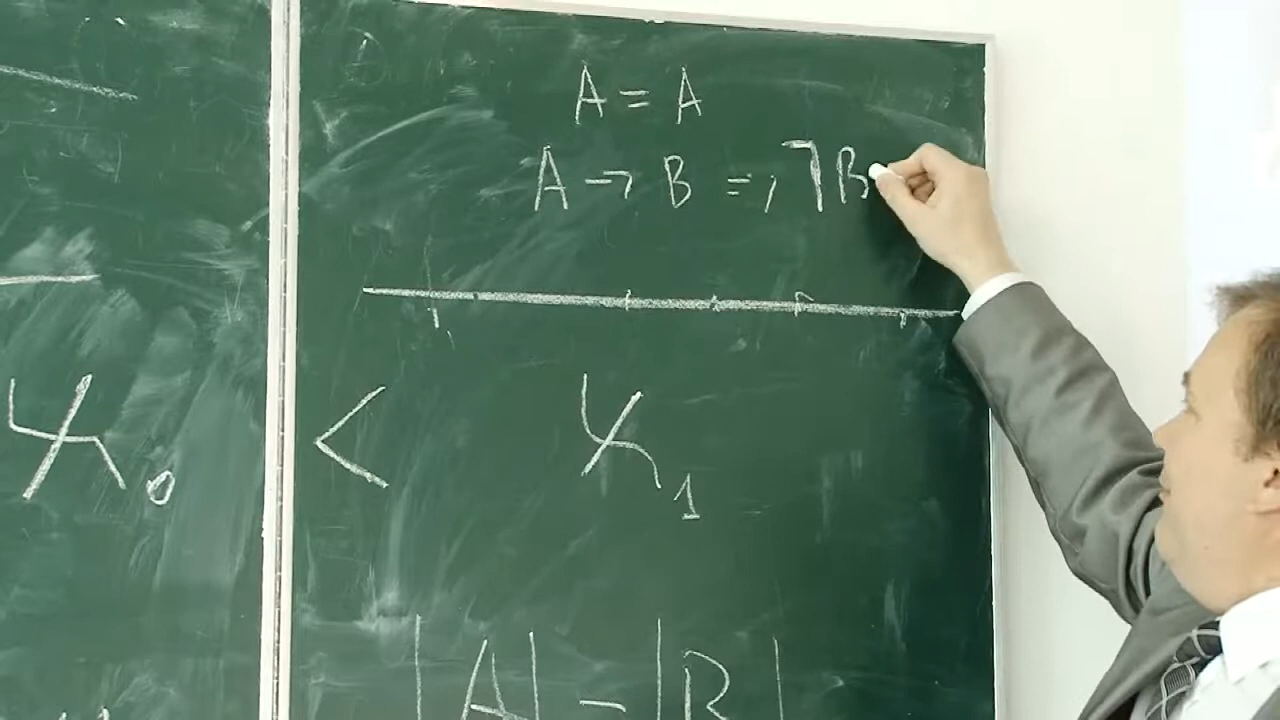 A = A
A → B => ¬B
ℵ₀ < ℵ₁
|A| = |B|